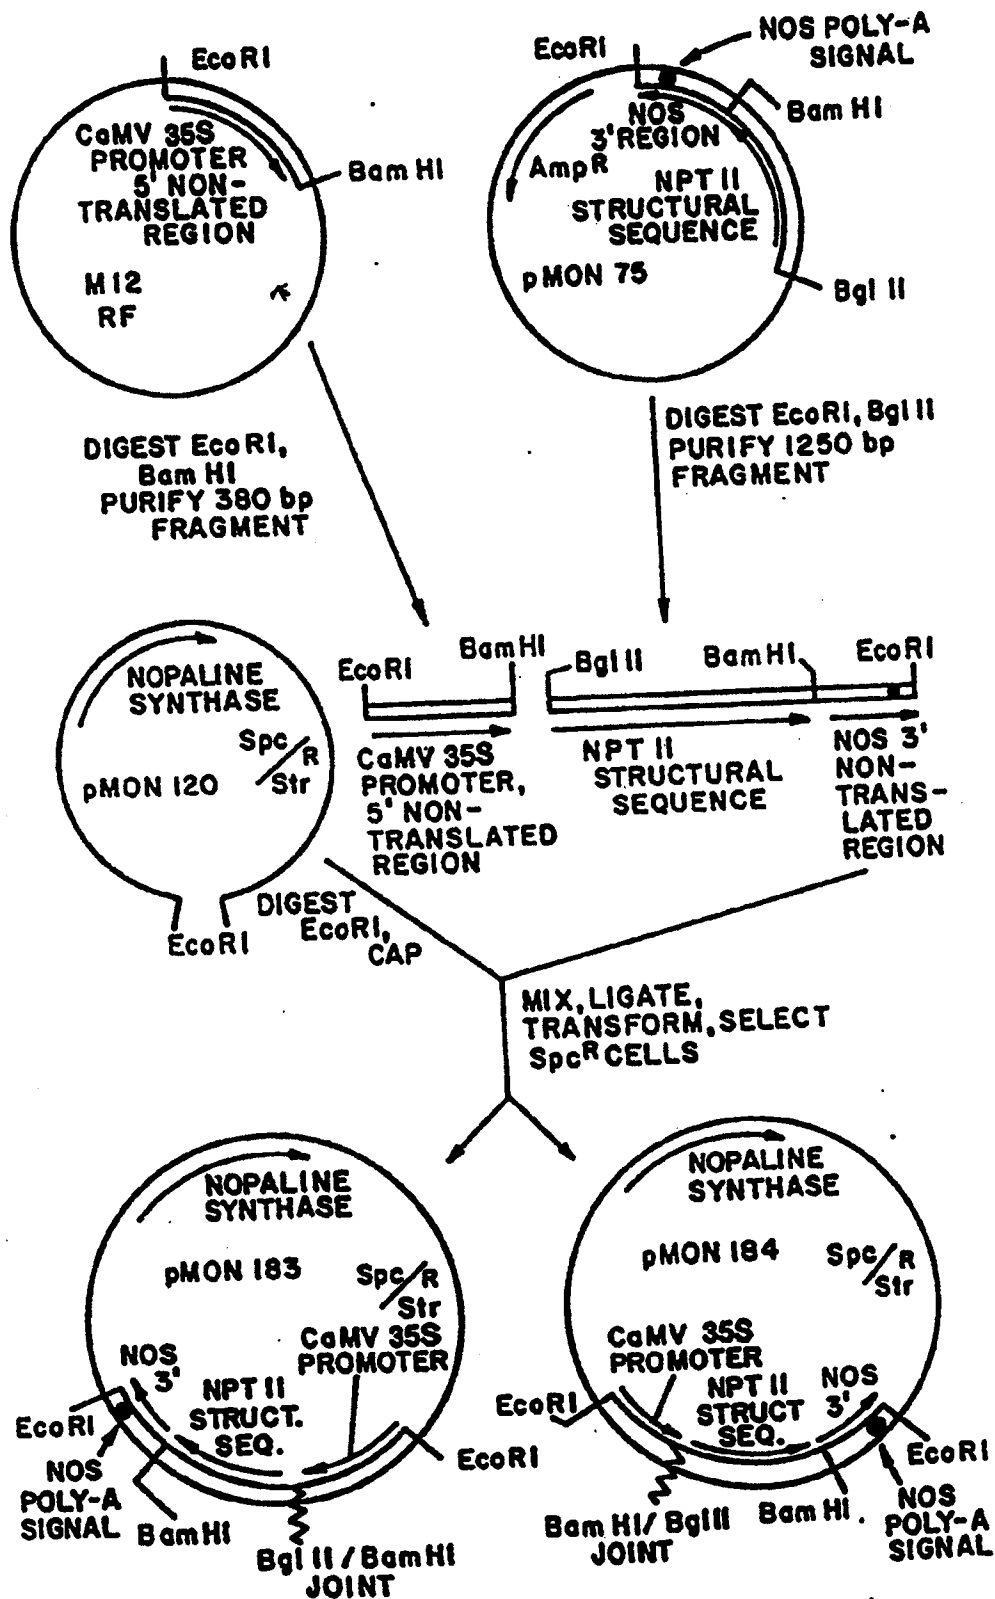 EcoRI
CaMV 35S
PROMOTER
5' NON-
TRANSLATED
REGION
BamHI
M12
RF
EcoRI
NOS POLY-A
SIGNAL
BamHI
NOS
3' REGION
AmpR
NPT II
STRUCTURAL
SEQUENCE
pMON 75
Bgl II
DIGEST EcoRI,
BamHI
PURIFY 380 bp
FRAGMENT
DIGEST EcoRI, Bgl II
PURIFY 1250 bp
FRAGMENT
NOPALINE
SYNTHASE
Spc/R
Str
pMON 120
EcoRI
EcoRI
BamHI
CaMV 35S
PROMOTER,
5' NON-
TRANSLATED
REGION
Bgl II
BamHI
EcoRI
NPT II
STRUCTURAL
SEQUENCE
NOS 3'
NON-
TRANS-
LATED
REGION
DIGEST
EcoRI,
CAP
MIX, LIGATE,
TRANSFORM, SELECT
SpcR CELLS
NOPALINE
SYNTHASE
pMON 183
Spc/R
Str
CaMV 35S
PROMOTER
NOS
3'
NPT II
STRUCT.
SEQ.
EcoRI
EcoRI
NOS
POLY-A
SIGNAL
BamHI
Bgl II / BamHI
JOINT
NOPALINE
SYNTHASE
pMON 184
Spc/R
Str
CaMV 35S
PROMOTER
NPT II
STRUCT
SEQ.
NOS
3'
EcoRI
EcoRI
BamHI/BglII
JOINT
BamHI.
NOS
POLY-A
SIGNAL